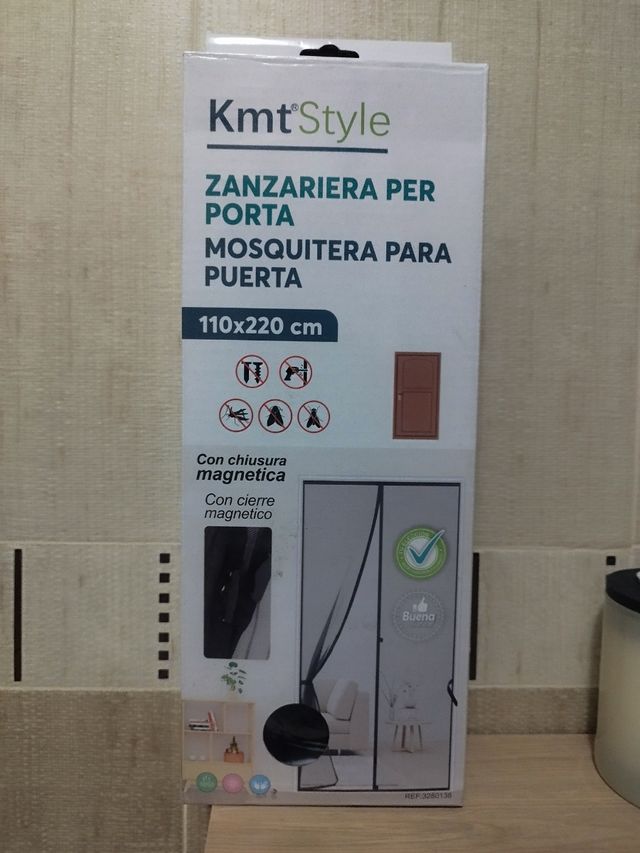 Kmt®Style
ZANZARIERA PER
PORTA
MOSQUITERA PARA
PUERTA
110x220 cm
Con chiusura
magnetica
Con cierre
magnetico
Buena
REF.3280138